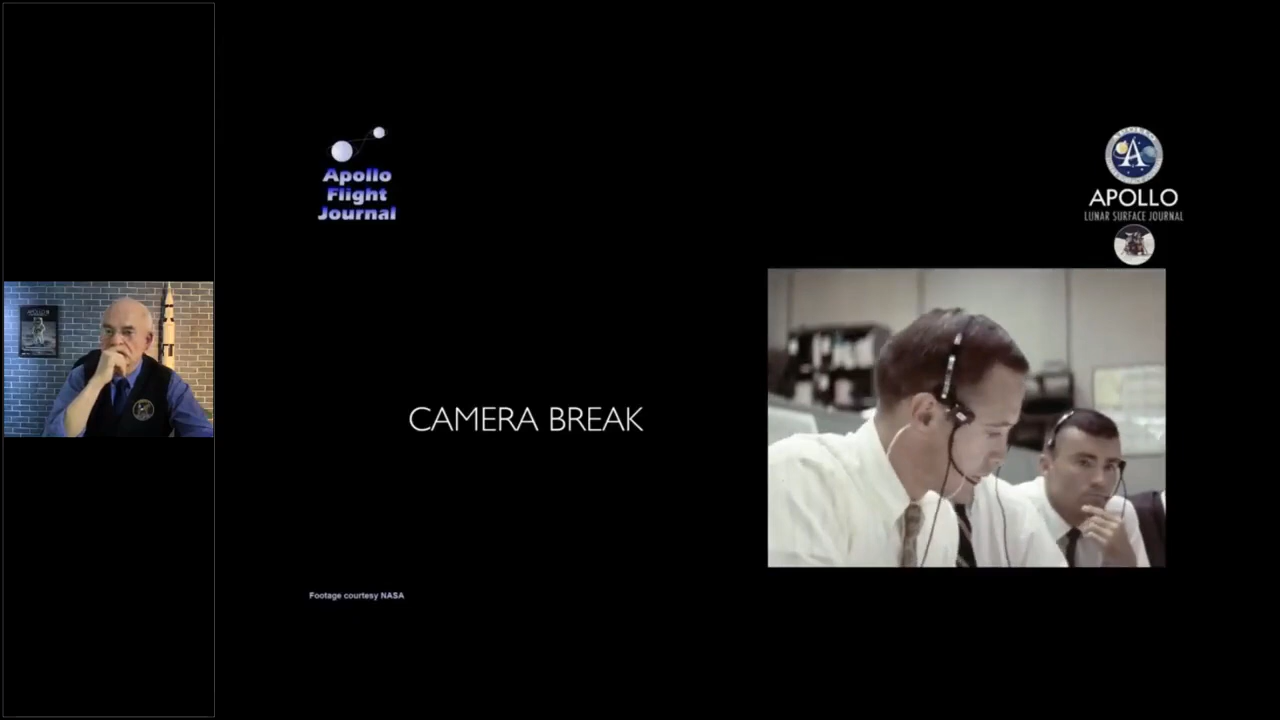 Apollo
Flight
Journal
A
APOLLO
LUNAR SURFACE JOURNAL
CAMERA BREAK
Footage courtesy NASA